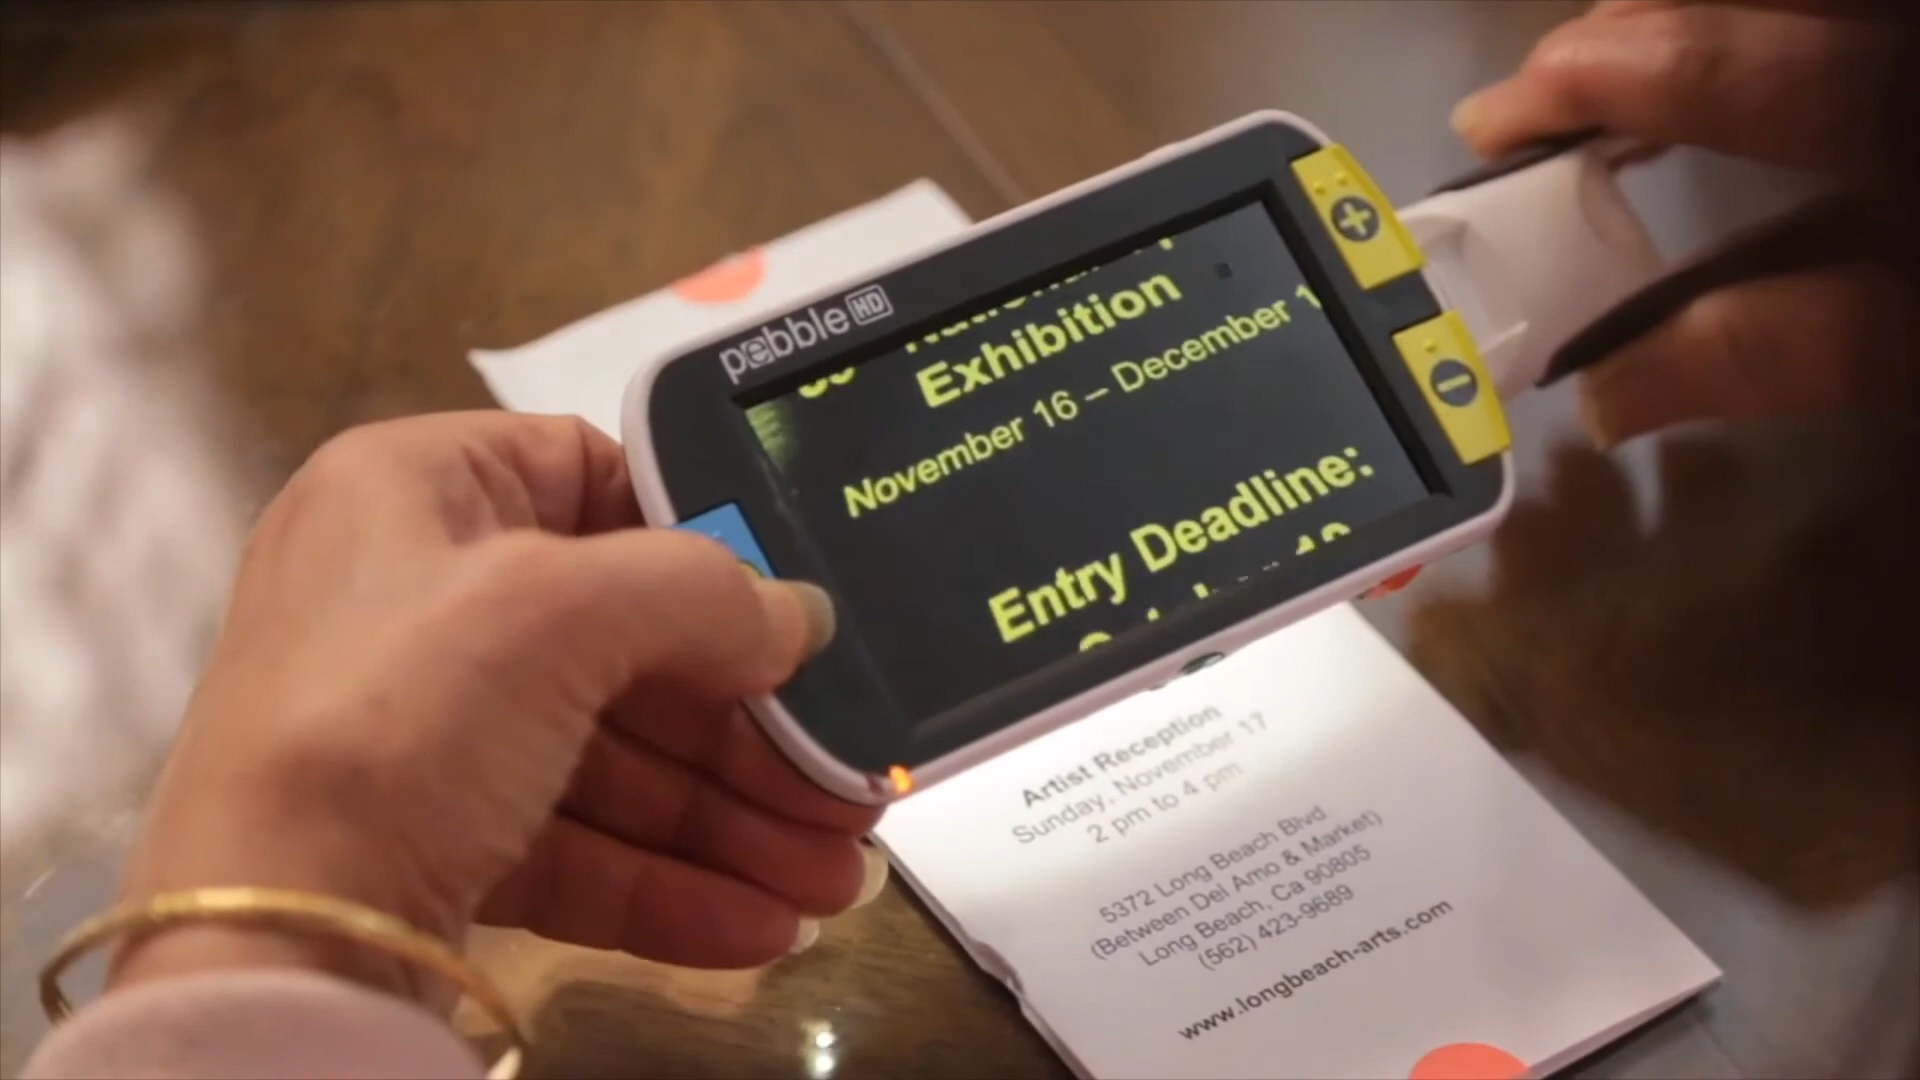 pebble HD
Exhibition
November 16 – December 1
Entry Deadline:
Artist Reception
Sunday, November 17
2 pm to 4 pm
5372 Long Beach Blvd
(Between Del Amo & Market)
Long Beach, Ca 90805
(562) 423-9689
www.longbeach-arts.com